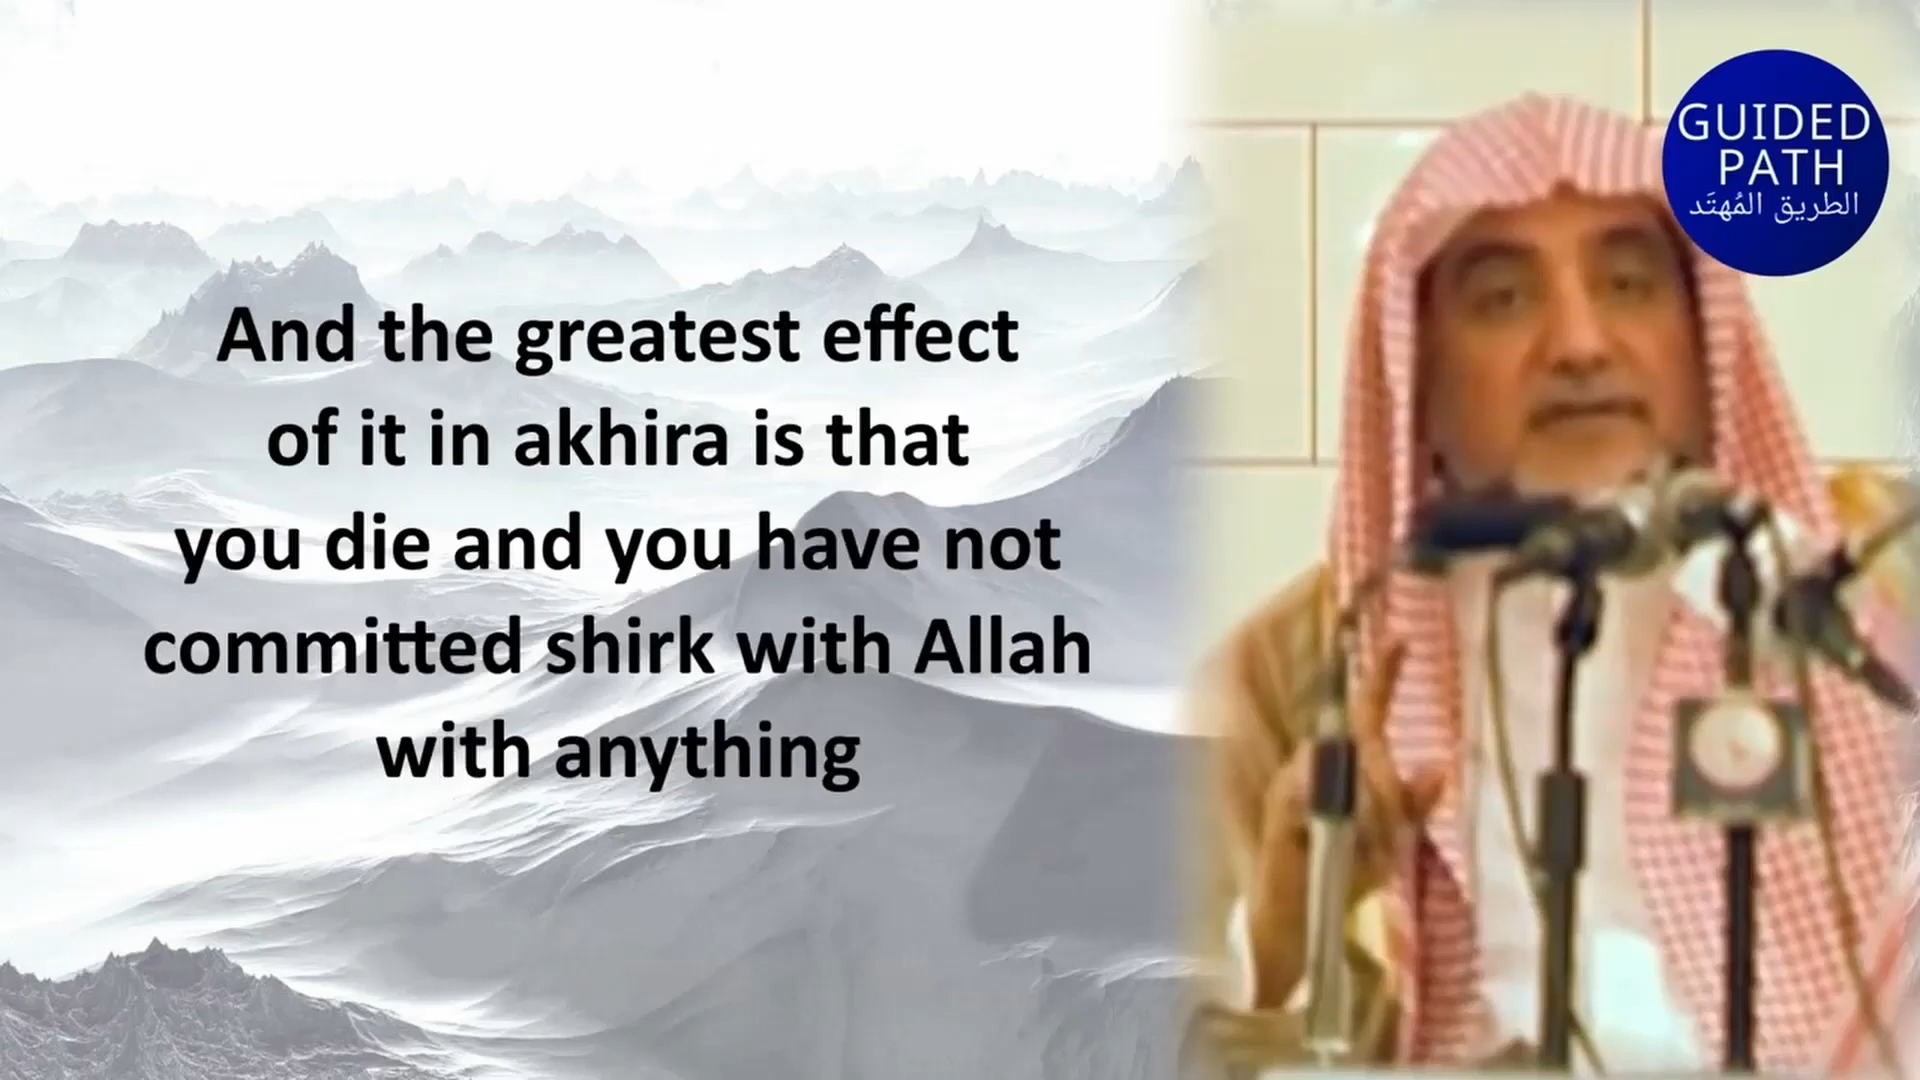 And the greatest effect
of it in akhira is that
you die and you have not
committed shirk with Allah
with anything
GUIDED
PATH
الطريق المُهتَد